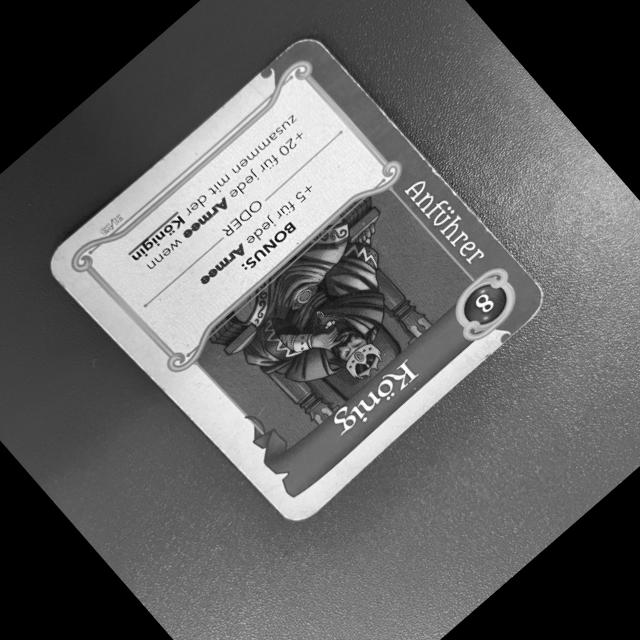 8
König
Anführer
BONUS:
+5 für jede Armee
ODER
+20 für jede Armee wenn
zusammen mit der Königin